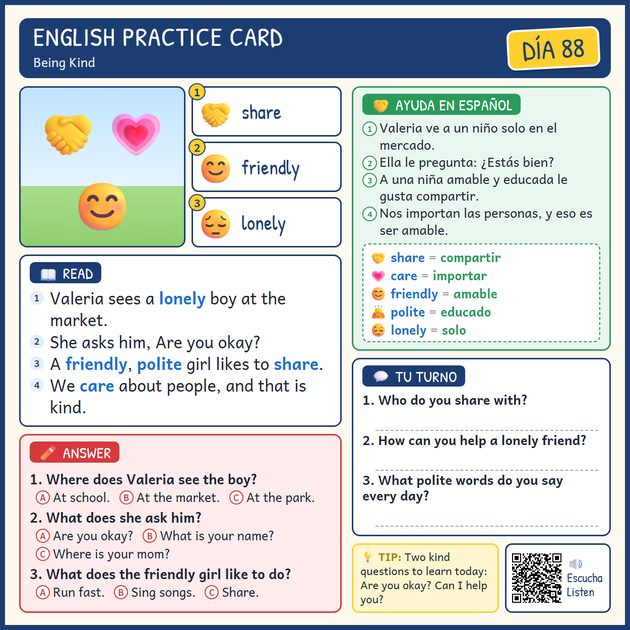 ENGLISH PRACTICE CARD
Being Kind
DÍA 88
1
share
2
friendly
3
lonely
READ
1 Valeria sees a lonely boy at the
market.
2 She asks him, Are you okay?
3 A friendly, polite girl likes to share.
4 We care about people, and that is
kind.
ANSWER
1. Where does Valeria see the boy?
A At school. B At the market. C At the park.
2. What does she ask him?
A Are you okay? B What is your name?
C Where is your mom?
3. What does the friendly girl like to do?
A Run fast. B Sing songs. C Share.
AYUDA EN ESPAÑOL
1 Valeria ve a un niño solo en el
mercado.
2 Ella le pregunta: ¿Estás bien?
3 A una niña amable y educada le
gusta compartir.
4 Nos importan las personas, y eso es
ser amable.
share = compartir
care = importar
friendly = amable
polite = educado
lonely = solo
TU TURNO
1. Who do you share with?
2. How can you help a lonely friend?
3. What polite words do you say
every day?
TIP: Two kind
questions to learn today:
Are you okay? Can I help
you?
Escucha
Listen